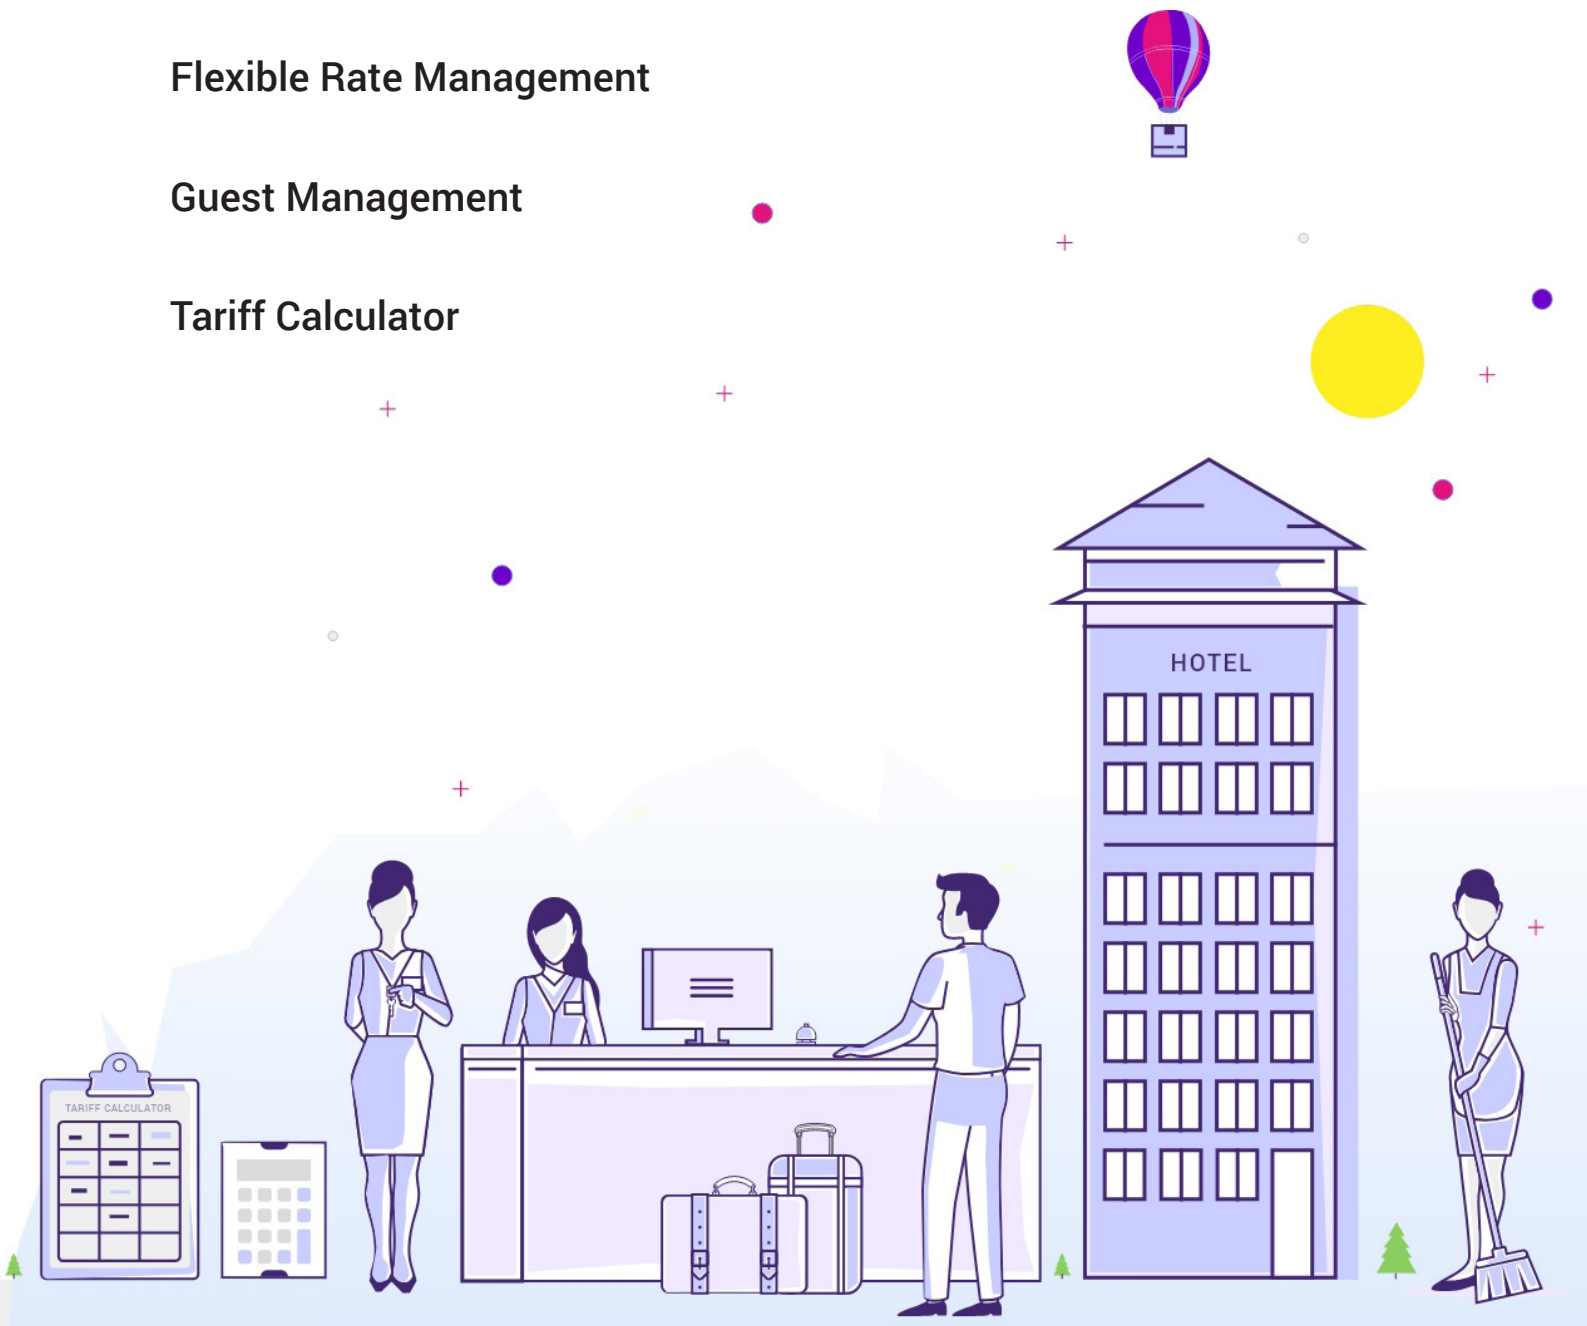 Flexible Rate Management
Guest Management
Tariff Calculator
HOTEL
TARIFF CALCULATOR